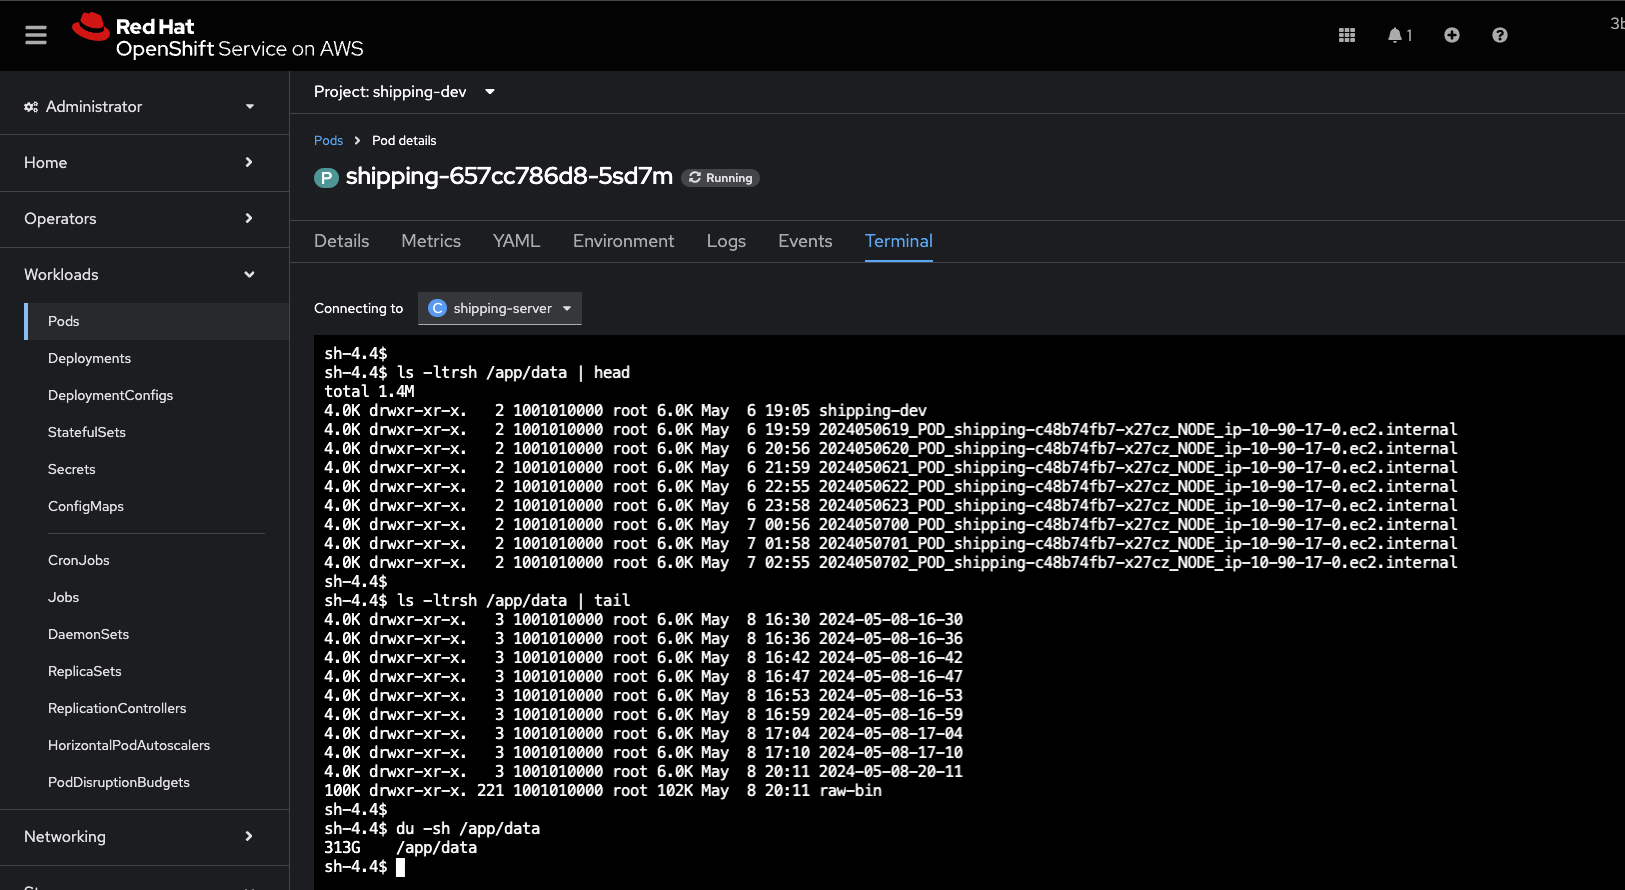 Red Hat
OpenShift Service on AWS
1
Administrator
Home
Operators
Workloads
Pods
Deployments
DeploymentConfigs
StatefulSets
Secrets
ConfigMaps
CronJobs
Jobs
DaemonSets
ReplicaSets
ReplicationControllers
HorizontalPodAutoscalers
PodDisruptionBudgets
Networking
Project: shipping-dev
Pods Pod details
P shipping-657cc786d8-5sd7m Running
Details Metrics YAML Environment Logs Events Terminal
Connecting to C shipping-server
sh-4.4$
sh-4.4$ ls -ltrsh /app/data | head
total 1.4M
4.0K drwxr-xr-x. 2 1001010000 root 6.0K May 6 19:05 shipping-dev
4.0K drwxr-xr-x. 2 1001010000 root 6.0K May 6 19:59 2024050619_POD_shipping-c48b74fb7-x27cz_NODE_ip-10-90-17-0.ec2.internal
4.0K drwxr-xr-x. 2 1001010000 root 6.0K May 6 20:56 2024050620_POD_shipping-c48b74fb7-x27cz_NODE_ip-10-90-17-0.ec2.internal
4.0K drwxr-xr-x. 2 1001010000 root 6.0K May 6 21:59 2024050621_POD_shipping-c48b74fb7-x27cz_NODE_ip-10-90-17-0.ec2.internal
4.0K drwxr-xr-x. 2 1001010000 root 6.0K May 6 22:55 2024050622_POD_shipping-c48b74fb7-x27cz_NODE_ip-10-90-17-0.ec2.internal
4.0K drwxr-xr-x. 2 1001010000 root 6.0K May 6 23:58 2024050623_POD_shipping-c48b74fb7-x27cz_NODE_ip-10-90-17-0.ec2.internal
4.0K drwxr-xr-x. 2 1001010000 root 6.0K May 7 00:56 2024050700_POD_shipping-c48b74fb7-x27cz_NODE_ip-10-90-17-0.ec2.internal
4.0K drwxr-xr-x. 2 1001010000 root 6.0K May 7 01:58 2024050701_POD_shipping-c48b74fb7-x27cz_NODE_ip-10-90-17-0.ec2.internal
4.0K drwxr-xr-x. 2 1001010000 root 6.0K May 7 02:55 2024050702_POD_shipping-c48b74fb7-x27cz_NODE_ip-10-90-17-0.ec2.internal
sh-4.4$
sh-4.4$ ls -ltrsh /app/data | tail
4.0K drwxr-xr-x. 3 1001010000 root 6.0K May 8 16:30 2024-05-08-16-30
4.0K drwxr-xr-x. 3 1001010000 root 6.0K May 8 16:36 2024-05-08-16-36
4.0K drwxr-xr-x. 3 1001010000 root 6.0K May 8 16:42 2024-05-08-16-42
4.0K drwxr-xr-x. 3 1001010000 root 6.0K May 8 16:47 2024-05-08-16-47
4.0K drwxr-xr-x. 3 1001010000 root 6.0K May 8 16:53 2024-05-08-16-53
4.0K drwxr-xr-x. 3 1001010000 root 6.0K May 8 16:59 2024-05-08-16-59
4.0K drwxr-xr-x. 3 1001010000 root 6.0K May 8 17:04 2024-05-08-17-04
4.0K drwxr-xr-x. 3 1001010000 root 6.0K May 8 17:10 2024-05-08-17-10
4.0K drwxr-xr-x. 3 1001010000 root 6.0K May 8 20:11 2024-05-08-20-11
100K drwxr-xr-x. 221 1001010000 root 102K May 8 20:11 raw-bin
sh-4.4$
sh-4.4$ du -sh /app/data
313G /app/data
sh-4.4$